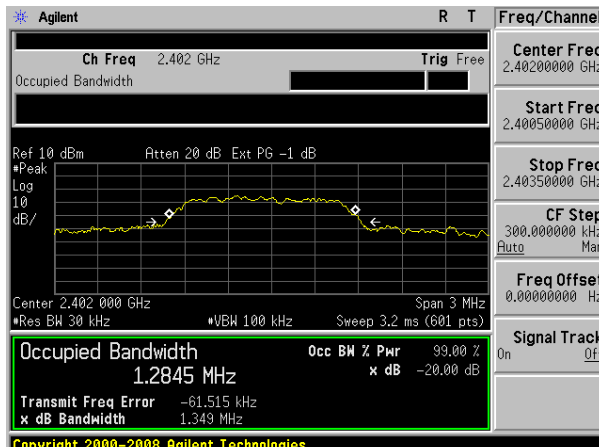 Agilent R T
Freq/Channel
Ch Freq 2.402 GHz Trig Free
Occupied Bandwidth
Center Freq
2.40200000 GHz
Start Freq
2.40050000 GHz
Stop Freq
2.40350000 GHz
CF Step
300.000000 kHz
Auto Man
Freq Offset
0.00000000 Hz
Signal Track
On Off
Ref 10 dBm Atten 20 dB Ext PG -1 dB
#Peak
Log
10
dB/
Center 2.402 000 GHz Span 3 MHz
#Res BW 30 kHz #VBW 100 kHz Sweep 3.2 ms (601 pts)
Occupied Bandwidth Occ BW % Pwr 99.00 %
1.2845 MHz x dB -20.00 dB
Transmit Freq Error -61.515 kHz
x dB Bandwidth 1.349 MHz
Copyright 2000-2008 Agilent Technologies